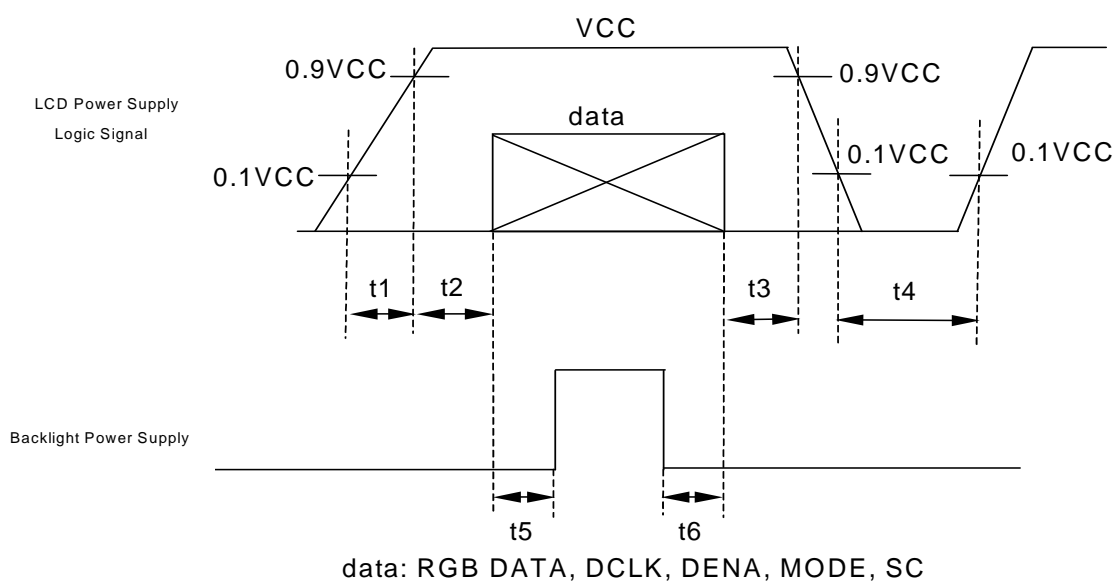 VCC
0.9VCC
0.9VCC
LCD Power Supply
Logic Signal
data
0.1VCC
0.1VCC
0.1VCC
t1
t2
t3
t4
Backlight Power Supply
t5
t6
data: RGB DATA, DCLK, DENA, MODE, SC